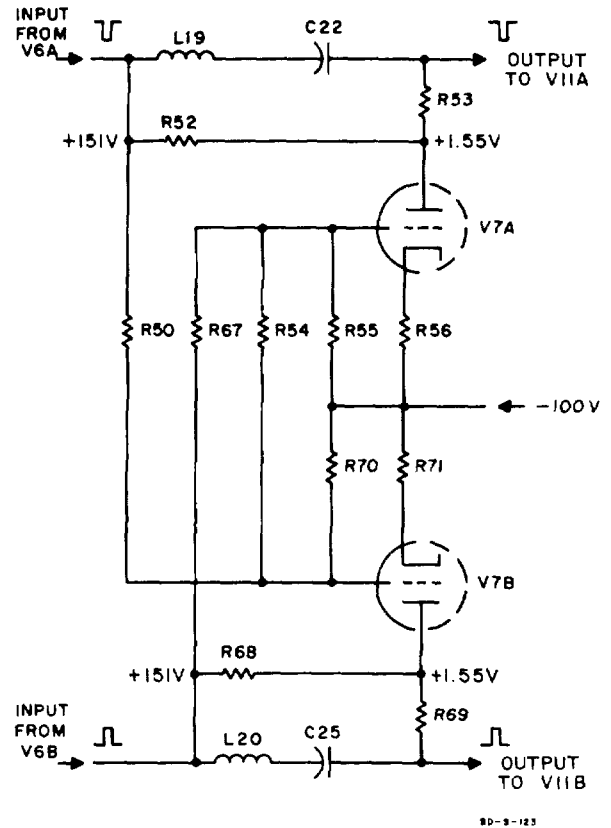 INPUT
FROM
V6A
L19
C22
OUTPUT
TO V11A
R53
R52
+151V
+1.55V
V7A
R50
R67
R54
R55
R56
-100V
R70
R71
V7B
R68
+151V
+1.55V
R69
INPUT
FROM
V6B
L20
C25
OUTPUT
TO V11B